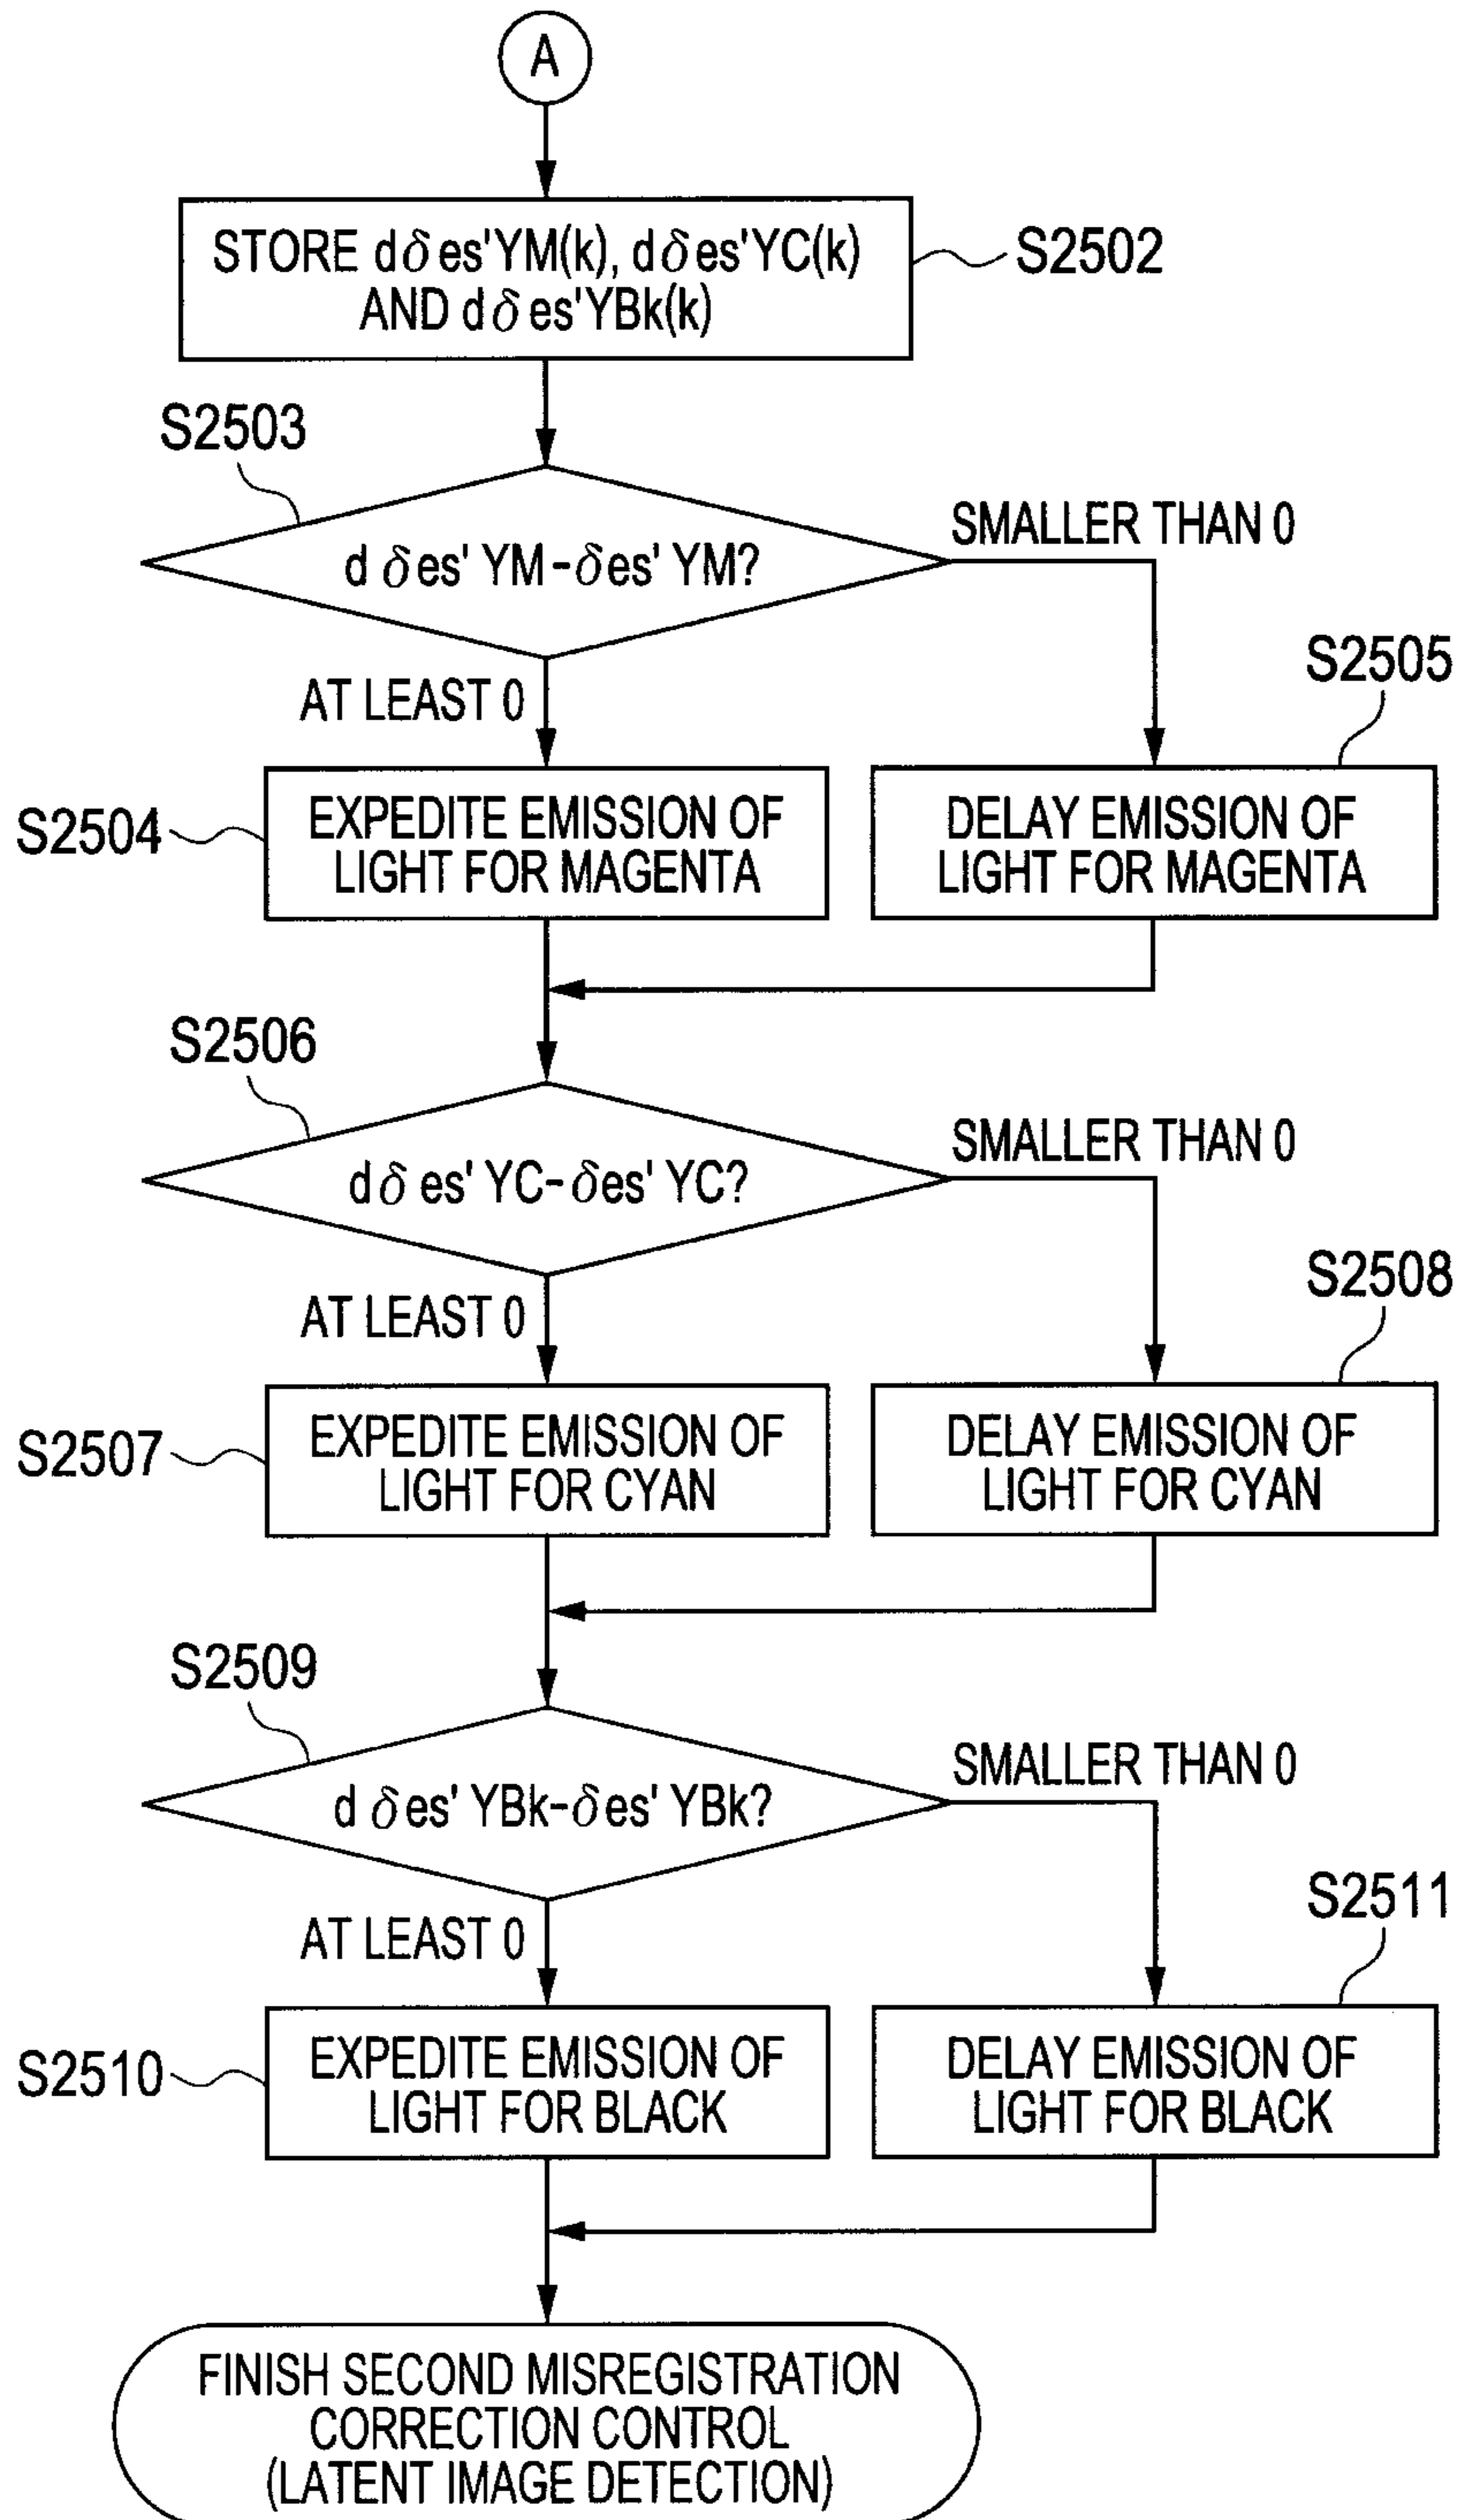 A
STORE dδes'YM(k), dδes'YC(k)
AND dδes'YBk(k)
S2502
S2503
dδes'YM-δes'YM?
SMALLER THAN 0
AT LEAST 0
S2505
S2504
EXPEDITE EMISSION OF
LIGHT FOR MAGENTA
DELAY EMISSION OF
LIGHT FOR MAGENTA
S2506
dδes'YC-δes'YC?
SMALLER THAN 0
AT LEAST 0
S2508
S2507
EXPEDITE EMISSION OF
LIGHT FOR CYAN
DELAY EMISSION OF
LIGHT FOR CYAN
S2509
dδes'YBk-δes'YBk?
SMALLER THAN 0
AT LEAST 0
S2511
S2510
EXPEDITE EMISSION OF
LIGHT FOR BLACK
DELAY EMISSION OF
LIGHT FOR BLACK
FINISH SECOND MISREGISTRATION
CORRECTION CONTROL
(LATENT IMAGE DETECTION)